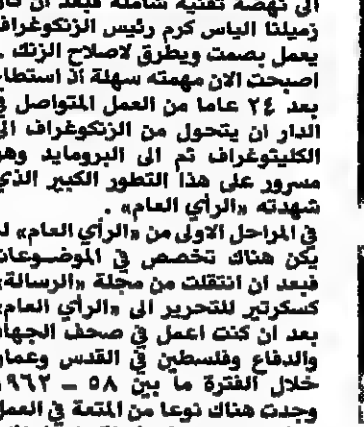 الى نهضة تقنية شاملة فبعد ان كان
زميلنا الياس كرم رئيس الزنكوغراف
يعمل بصمت ويطرق لاصلاح الزنك .
اصبحت الان مهمته سهلة اذ استطاع
بعد ٢٤ عاما من العمل المتواصل في
الدار ان يتحول من الزنكوغراف الى
الكليتوغراف ثم الى البرومايد وهو
مسرور على هذا التطور الكبير الذي
شهدته «الرأي العام» .
في المراحل الاولى من «الرأي العام» لم
يكن هناك تخصص في الموضوعات
فبعد ان انتقلت من مجلة «الرسالة»
كسكرتير للتحرير الى «الرأي العام»
بعد ان كنت اعمل في صحف الجهاد
والدفاع وفلسطين في القدس وعمان
خلال الفترة ما بين ٥٨ – ١٩٦٢
وجدت هناك نوعا من المتعة في العمل